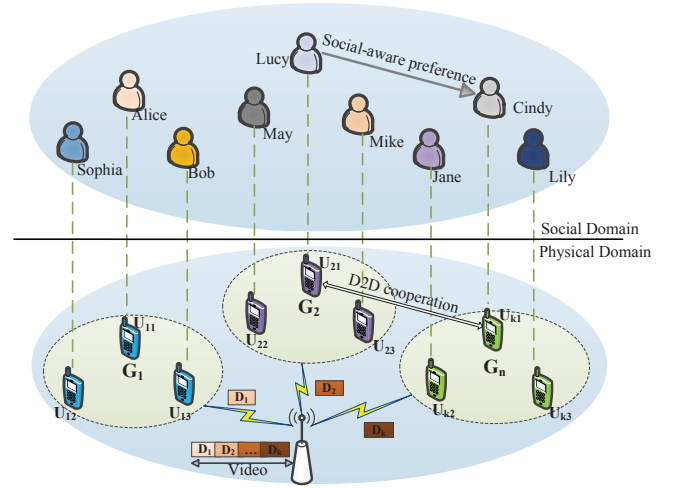 Lucy
Social-aware preference
Alice
Cindy
May
Mike
Sophia
Bob
Jane
Lily
Social Domain
Physical Domain
U21
D2D cooperation
G2
U11
Uk1
U22
U23
G1
Gn
U12
U13
Uk2
Uk3
D1
D2
Dk
D1 D2 ... Dk
Video